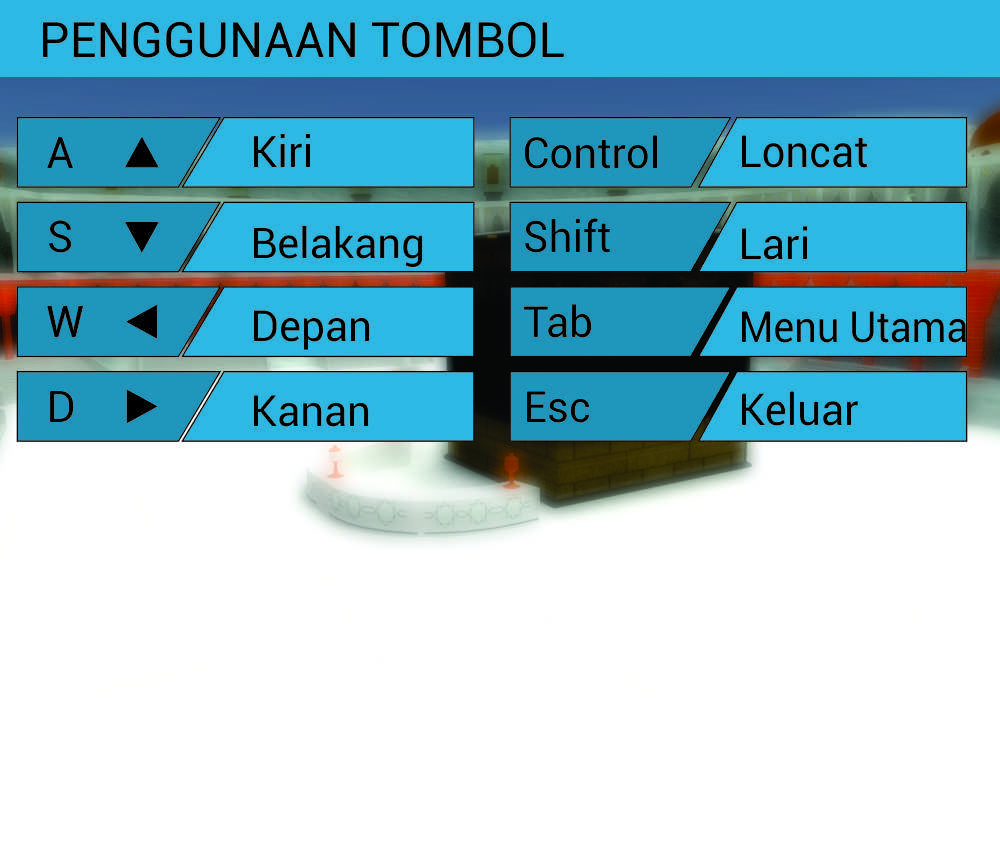 PENGGUNAAN TOMBOL
A ▲ Kiri
S ▼ Belakang
W ◀ Depan
D ▶ Kanan
Control Loncat
Shift Lari
Tab Menu Utama
Esc Keluar